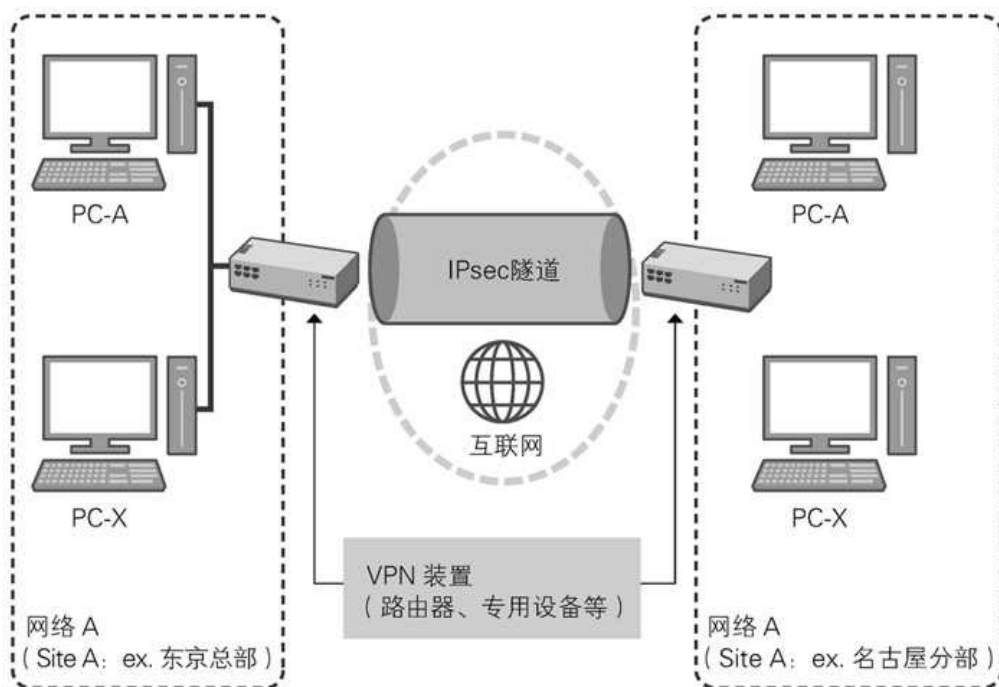 PC-A
PC-X
网络 A
（Site A：ex. 东京总部）
IPsec隧道
互联网
VPN 装置
（路由器、专用设备等）
PC-A
PC-X
网络 A
（Site A：ex. 名古屋分部）